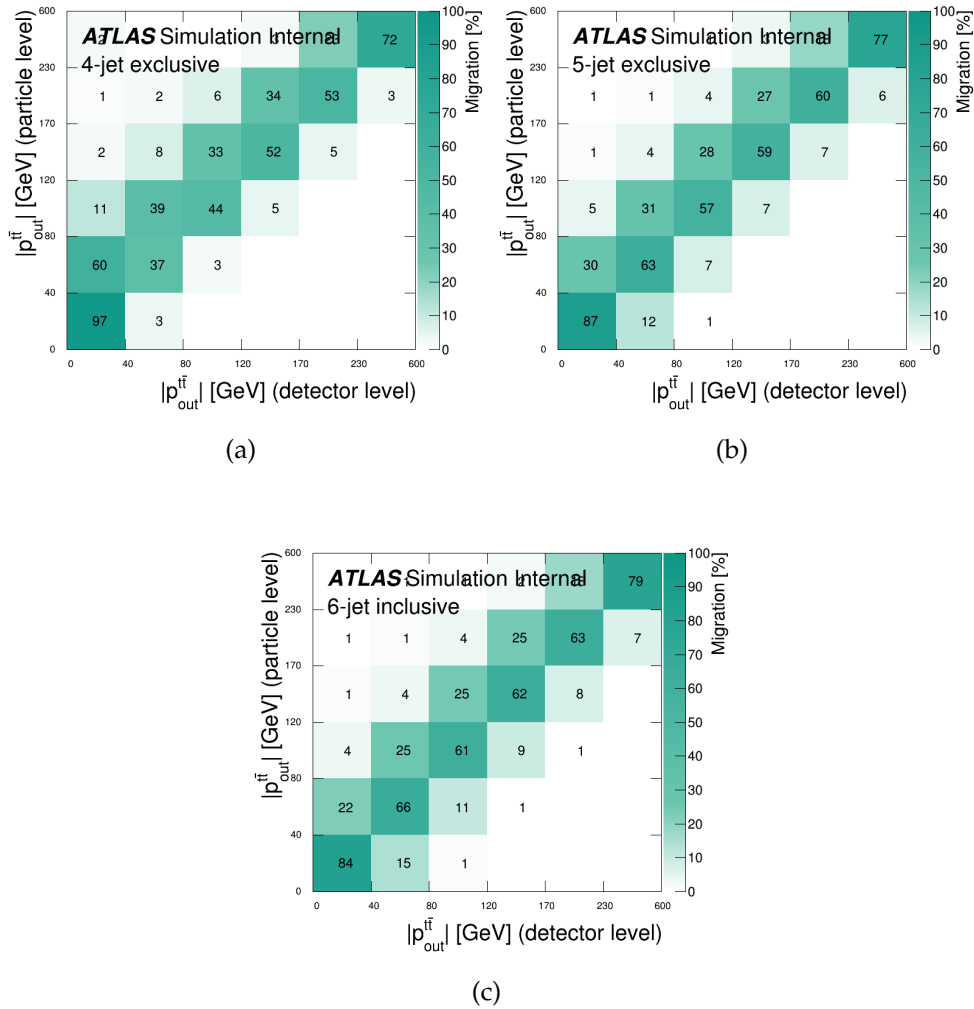 600
ATLAS Simulation Internal 72
4-jet exclusive
230
1 2 6 34 53 3
170
2 8 33 52 5
120
11 39 44 5
80
60 37 3
40
97 3
0
0 40 80 120 170 230 600
|p^{tt̄}_{out}| [GeV] (particle level)
|p^{tt̄}_{out}| [GeV] (detector level)
100
90
80
70
60
50
40
30
20
10
0
Migration [%]
(a)
600
ATLAS Simulation Internal 77
5-jet exclusive
230
1 1 4 27 60 6
170
1 4 28 59 7
120
5 31 57 7
80
30 63 7
40
87 12 1
0
0 40 80 120 170 230 600
|p^{tt̄}_{out}| [GeV] (particle level)
|p^{tt̄}_{out}| [GeV] (detector level)
100
90
80
70
60
50
40
30
20
10
0
Migration [%]
(b)
600
ATLAS Simulation Internal 79
6-jet inclusive
230
1 1 4 25 63 7
170
1 4 25 62 8
120
4 25 61 9 1
80
22 66 11 1
40
84 15 1
0
0 40 80 120 170 230 600
|p^{tt̄}_{out}| [GeV] (particle level)
|p^{tt̄}_{out}| [GeV] (detector level)
100
90
80
70
60
50
40
30
20
10
0
Migration [%]
(c)